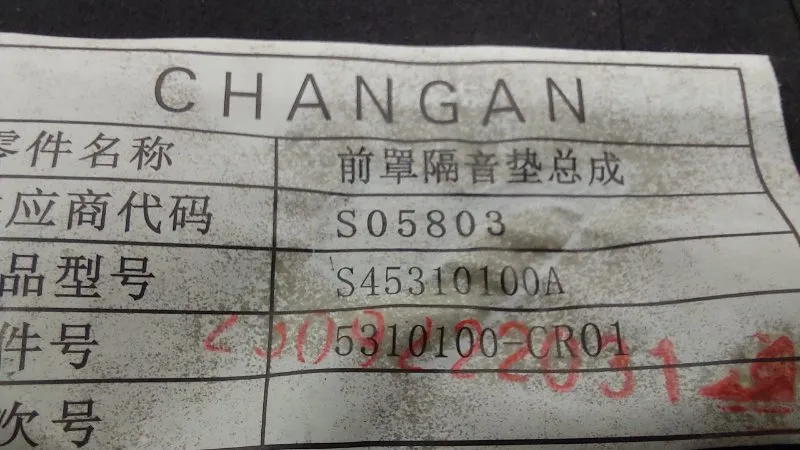 CHANGAN
零件名称 前罩隔音垫总成
应商代码 S05803
品型号 S45310100A
件号 5310100-CR01
次号